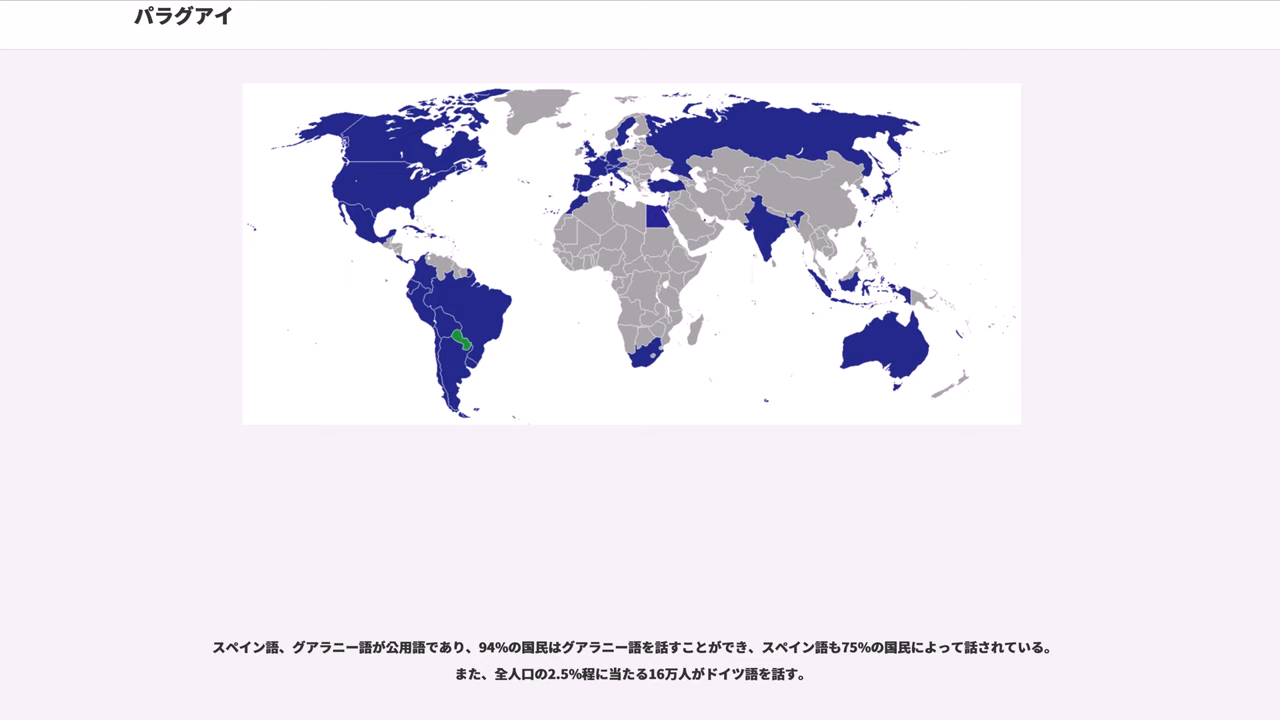 パラグアイ
スペイン語、グアラニー語が公用語であり、94%の国民はグアラニー語を話すことができ、スペイン語も75%の国民によって話されている。
また、全人口の2.5%程に当たる16万人がドイツ語を話す。